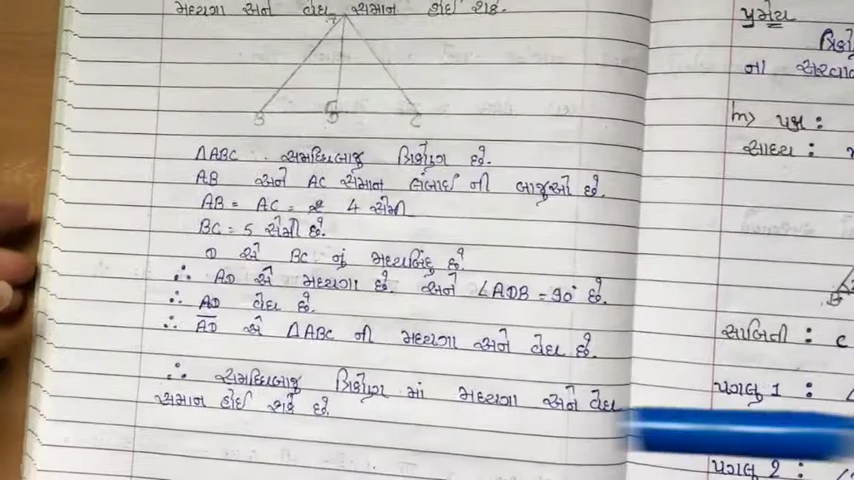 મધ્યગા અને વેધ સમાન હોઈ શકે.
B D C
△ABC સમદ્વિબાજુ ત્રિકોણ છે.
AB અને AC સમાન લંબાઈ ની બાજુઓ છે.
AB = AC = 4 સેમી
BC = 5 સેમી છે.
D એ BC નું મધ્યબિંદુ છે
∴ AD એ મધ્યગા છે. અને ∠ADB = 90° છે.
∴ AD વેધ છે.
∴ AD એ △ABC ની મધ્યગા અને વેધ છે.
∴ સમદ્વિબાજુ ત્રિકોણ માં મધ્યગા અને વેધ
સમાન હોઈ શકે છે.
પ્રમેય
ના સરવા
પક્ષ :
સાધ્ય :
B
સાબિતી :
પગલુ 1 :
પગલુ 2 :